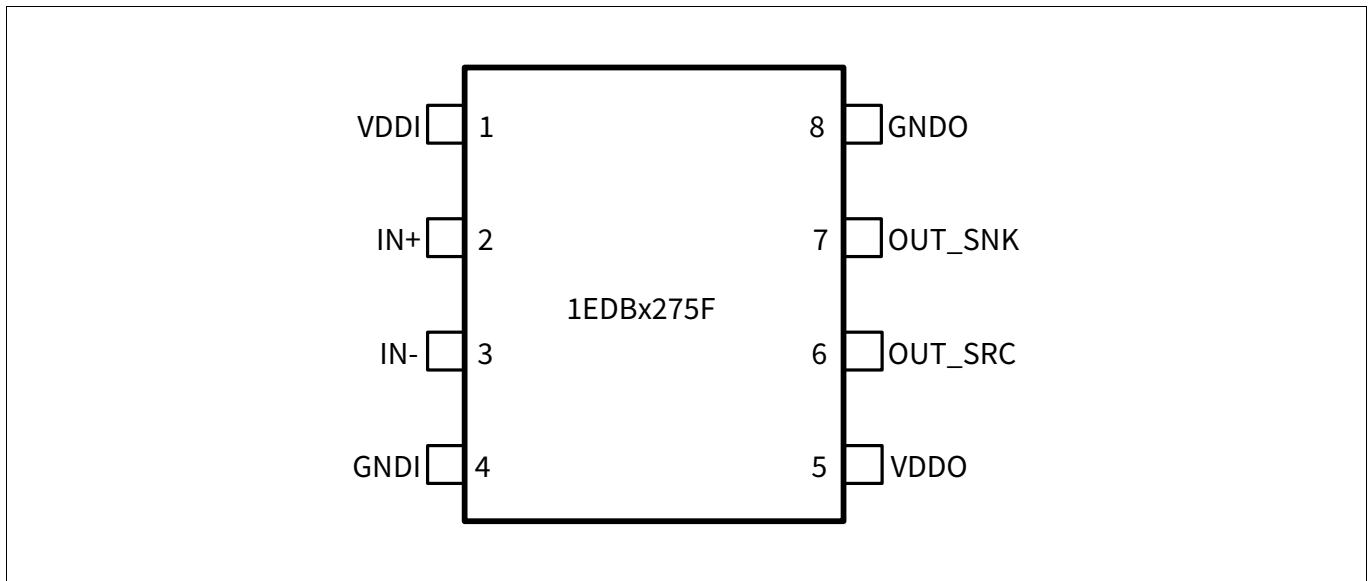 VDDI 1 8 GNDO
IN+ 2 7 OUT_SNK
1EDBx275F
IN- 3 6 OUT_SRC
GNDI 4 5 VDDO